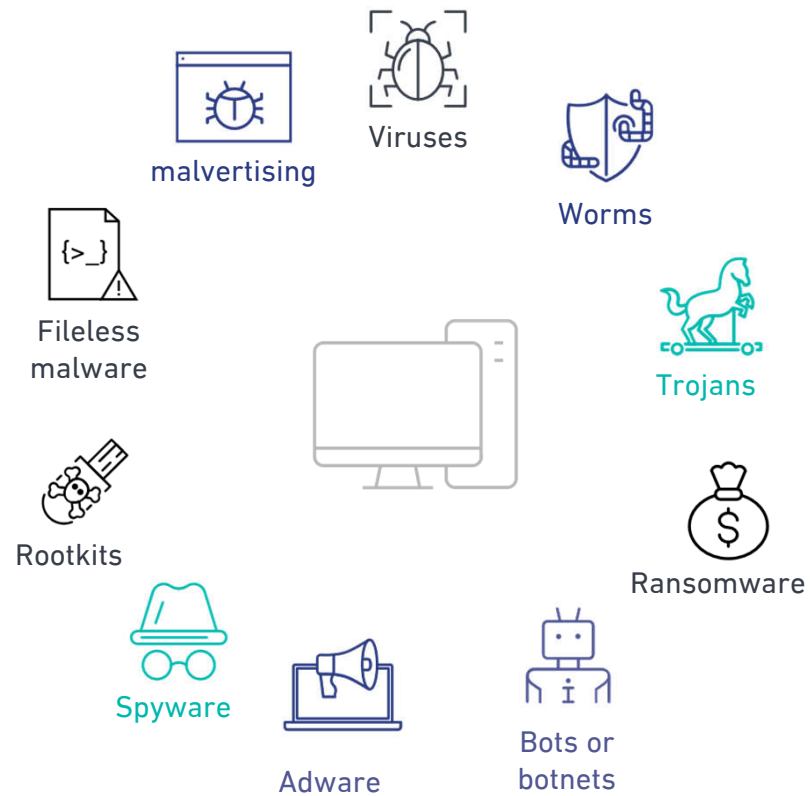 Viruses
malvertising
Worms
{>_}
!
Fileless
malware
Trojans
Rootkits
$
Ransomware
Spyware
Adware
Bots or
botnets